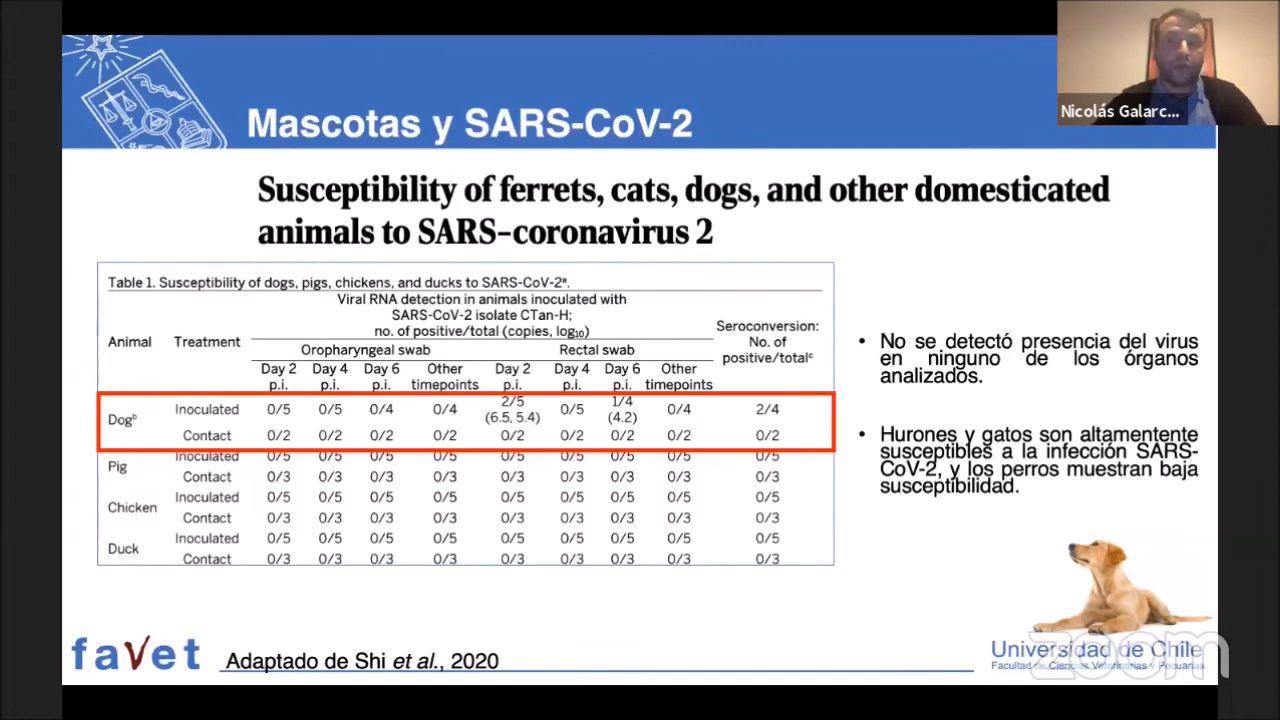 Nicolás Galarc...
Mascotas y SARS-CoV-2
Susceptibility of ferrets, cats, dogs, and other domesticated
animals to SARS-coronavirus 2
Table 1. Susceptibility of dogs, pigs, chickens, and ducks to SARS-CoV-2ª.
Viral RNA detection in animals inoculated with
SARS-CoV-2 isolate CTan-H;
no. of positive/total (copies, log₁₀)
Seroconversion:
No. of
positive/totalᶜ
Animal Treatment
Oropharyngeal swab Rectal swab
Day 2 Day 4 Day 6 Other Day 2 Day 4 Day 6 Other
p.i. p.i. p.i. timepoints p.i. p.i. p.i. timepoints
Dogᵇ Inoculated 0/5 0/5 0/4 0/4 2/5 (6.5, 5.4) 0/5 1/4 (4.2) 0/4 2/4
Contact 0/2 0/2 0/2 0/2 0/2 0/2 0/2 0/2 0/2
Pig Inoculated 0/5 0/5 0/5 0/5 0/5 0/5 0/5 0/5 0/5
Contact 0/3 0/3 0/3 0/3 0/3 0/3 0/3 0/3 0/3
Chicken Inoculated 0/5 0/5 0/5 0/5 0/5 0/5 0/5 0/5 0/5
Contact 0/3 0/3 0/3 0/3 0/3 0/3 0/3 0/3 0/3
Duck Inoculated 0/5 0/5 0/5 0/5 0/5 0/5 0/5 0/5 0/5
Contact 0/3 0/3 0/3 0/3 0/3 0/3 0/3 0/3 0/3
• No se detectó presencia del virus
en ninguno de los órganos
analizados.
• Hurones y gatos son altamentente
susceptibles a la infección SARS-
CoV-2, y los perros muestran baja
susceptibilidad.
favet
Adaptado de Shi et al., 2020
Universidad de Chile
Facultad de Ciencias Veterinarias y Pecuarias
zoom